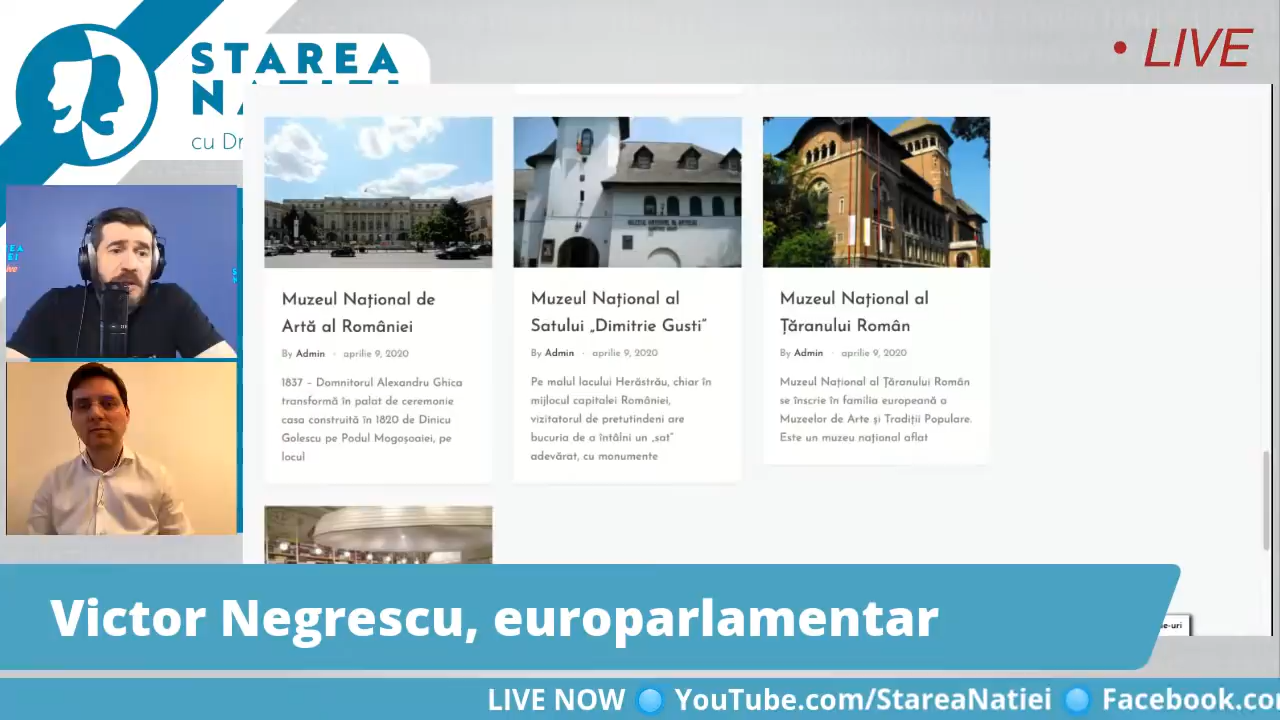 STAREA
NAȚIEI
cu Dr
• LIVE
EA
EI
live
Muzeul Național de
Artă al României
By Admin · aprilie 9, 2020
1837 – Domnitorul Alexandru Ghica
transformă în palat de ceremonie
casa construită în 1820 de Dinicu
Golescu pe Podul Mogoșoaiei, pe
locul
Muzeul Național al
Satului „Dimitrie Gusti”
By Admin · aprilie 9, 2020
Pe malul lacului Herăstrău, chiar în
mijlocul capitalei României,
vizitatorul de pretutindeni are
bucuria de a întâlni un „sat”
adevărat, cu monumente
Muzeul Național al
Țăranului Român
By Admin · aprilie 9, 2020
Muzeul Național al Țăranului Român
se înscrie în familia europeană a
Muzeelor de Arte și Tradiții Populare.
Este un muzeu național aflat
Victor Negrescu, europarlamentar
e-uri
LIVE NOW YouTube.com/StareaNatiei Facebook.co